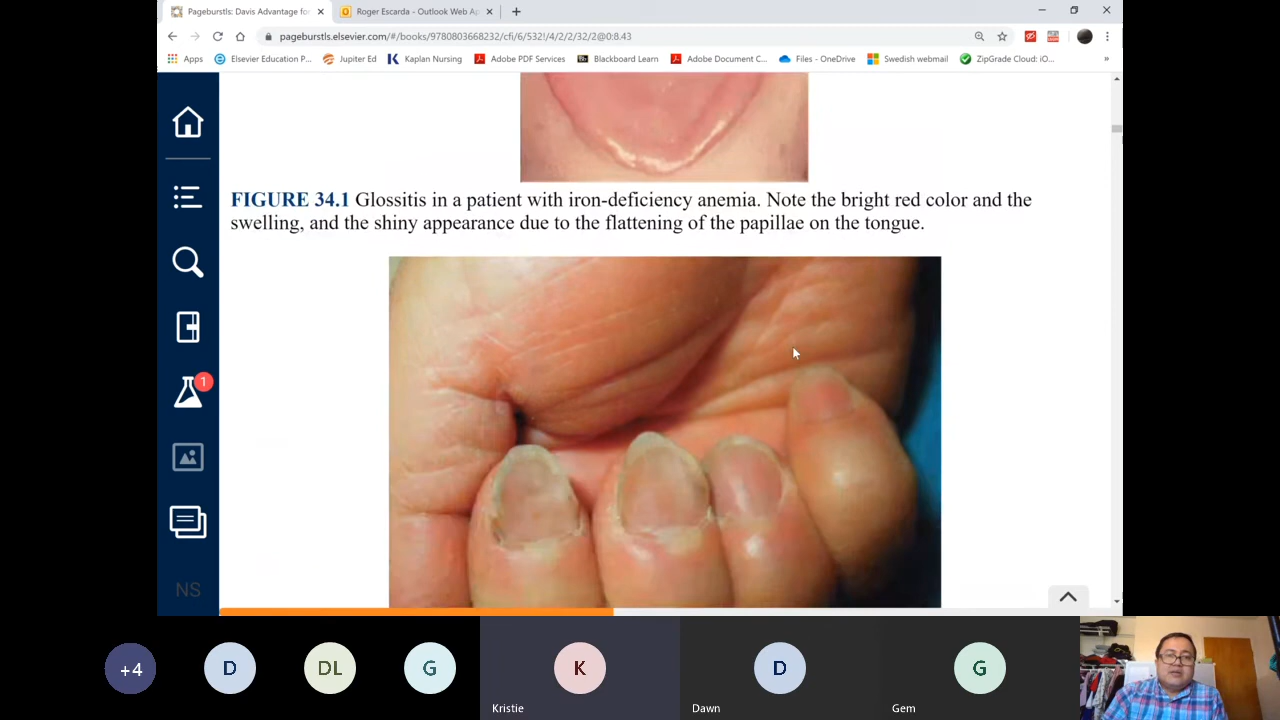 Pageburstls: Davis Advantage for
Roger Escarda - Outlook Web Ap
pageburstls.elsevier.com/#/books/9780803668232/cfi/6/532!/4/2/2/32/2@0:8.43
Apps
Elsevier Education P...
Jupiter Ed
Kaplan Nursing
Adobe PDF Services
Blackboard Learn
Adobe Document C...
Files - OneDrive
Swedish webmail
ZipGrade Cloud: iO...
»
1
NS
FIGURE 34.1 Glossitis in a patient with iron-deficiency anemia. Note the bright red color and the
swelling, and the shiny appearance due to the flattening of the papillae on the tongue.
+4
D
DL
G
K
D
G
Kristie
Dawn
Gem